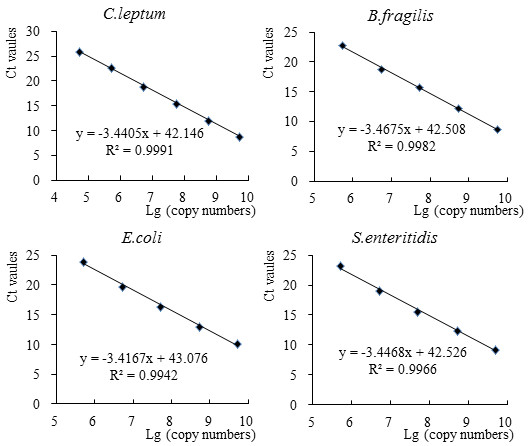 C.leptum
Ct vaules
30
25
20
15
10
5
0
y = -3.4405x + 42.146
R² = 0.9991
4 5 6 7 8 9 10
Lg (copy numbers)
B.fragilis
Ct vaules
25
20
15
10
5
0
y = -3.4675x + 42.508
R² = 0.9982
5 6 7 8 9 10
Lg (copy numbers)
E.coli
Ct vaules
25
20
15
10
5
0
y = -3.4167x + 43.076
R² = 0.9942
5 6 7 8 9 10
Lg (copy numbers)
S.enteritidis
Ct vaules
25
20
15
10
5
0
y = -3.4468x + 42.526
R² = 0.9966
5 6 7 8 9 10
Lg (copy numbers)